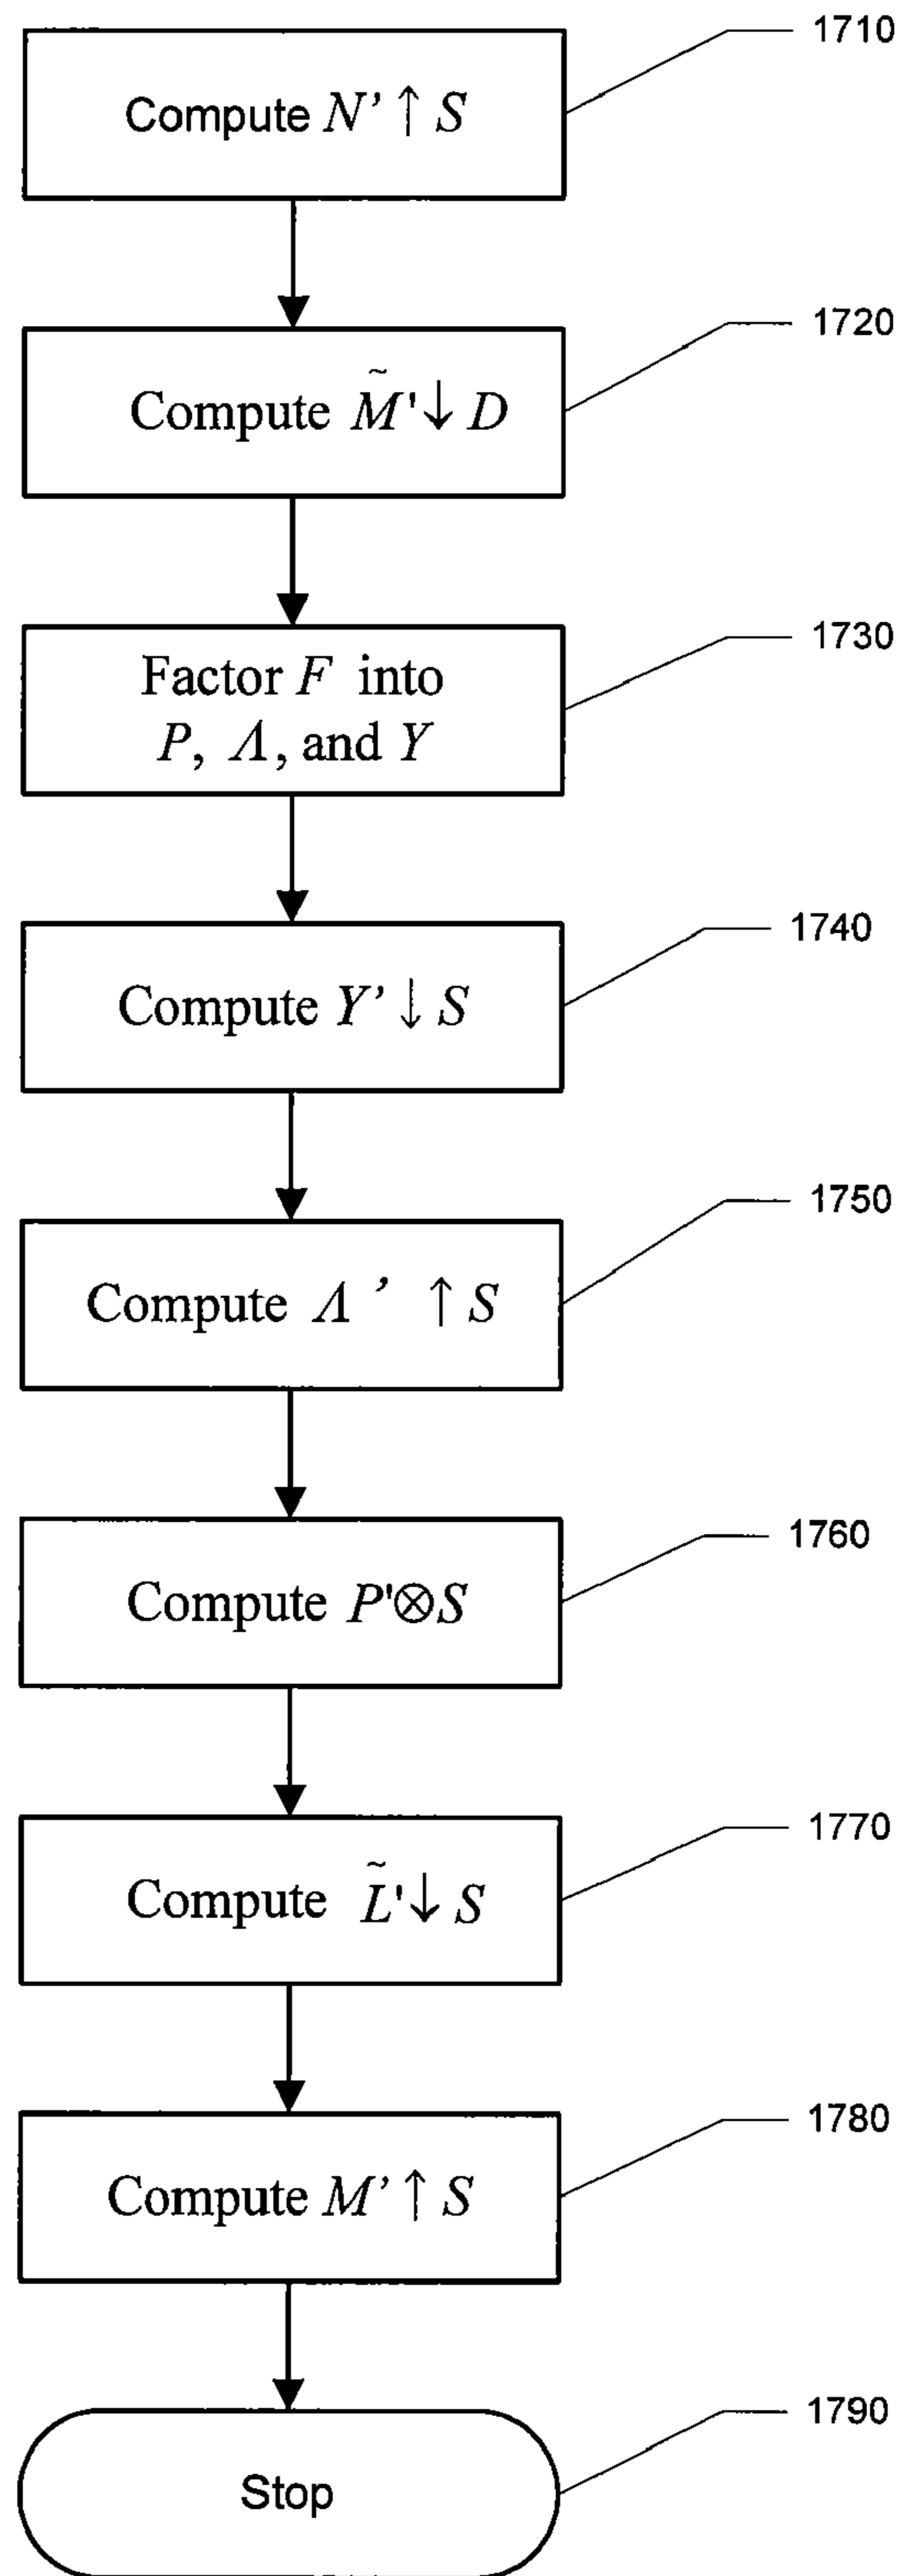 1710
Compute N’ ↑ S
1720
Compute M̃' ↓ D
1730
Factor F into
P, Λ, and Y
1740
Compute Y’ ↓ S
1750
Compute Λ ’ ↑ S
1760
Compute P'⊗S
1770
Compute L̃' ↓ S
1780
Compute M’ ↑ S
1790
Stop